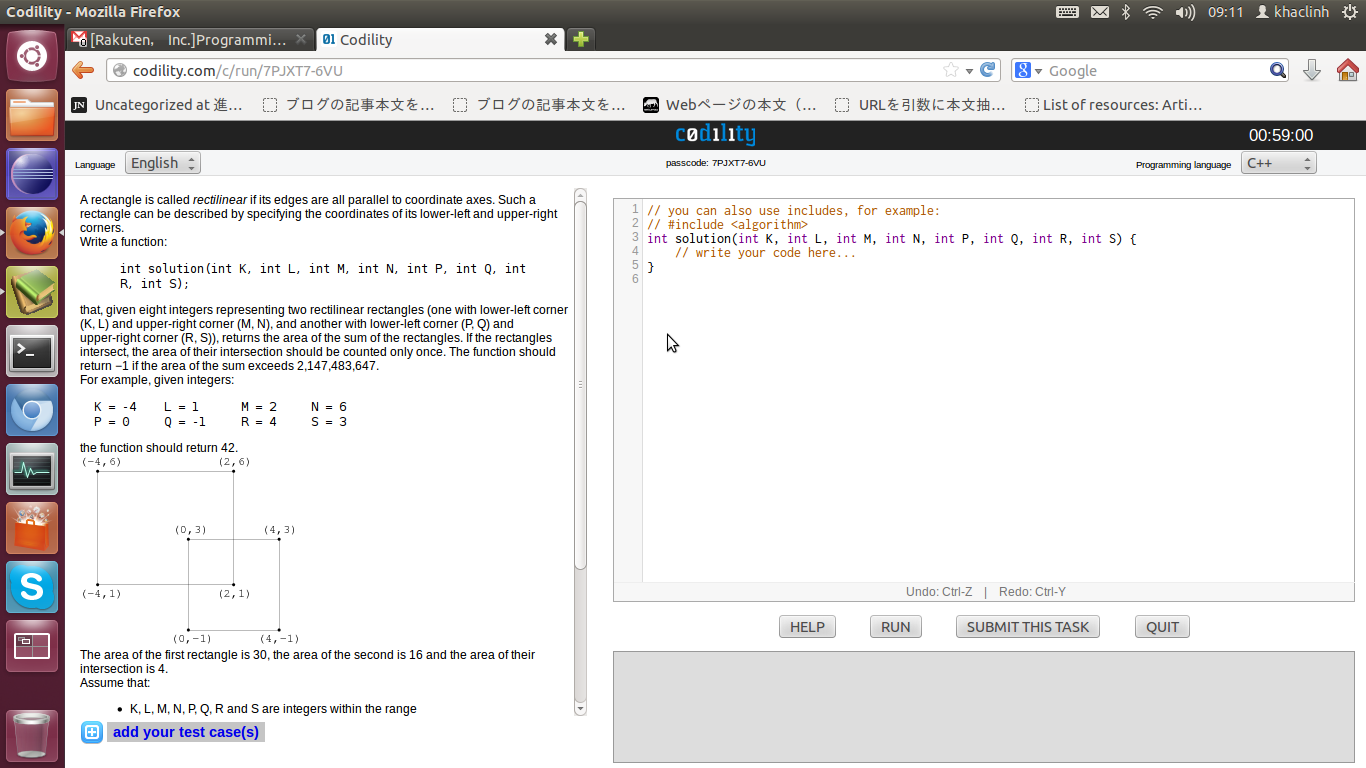 Codility - Mozilla Firefox
09:11 khaclinh
[Rakuten, Inc.]Programmi...
Codility
codility.com/c/run/7PJXT7-6VU
Google
Uncategorized at 進...
ブログの記事本文を...
ブログの記事本文を...
Webページの本文（...
URLを引数に本文抽...
List of resources: Arti...
codility
00:59:00
Language English
passcode: 7PJXT7-6VU
Programming language C++
A rectangle is called rectilinear if its edges are all parallel to coordinate axes. Such a
rectangle can be described by specifying the coordinates of its lower-left and upper-right
corners.
Write a function:
int solution(int K, int L, int M, int N, int P, int Q, int
R, int S);
that, given eight integers representing two rectilinear rectangles (one with lower-left corner
(K, L) and upper-right corner (M, N), and another with lower-left corner (P, Q) and
upper-right corner (R, S)), returns the area of the sum of the rectangles. If the rectangles
intersect, the area of their intersection should be counted only once. The function should
return −1 if the area of the sum exceeds 2,147,483,647.
For example, given integers:
K = -4 L = 1 M = 2 N = 6
P = 0 Q = -1 R = 4 S = 3
the function should return 42.
(-4,6) (2,6)
(0,3) (4,3)
(-4,1) (2,1)
(0,-1) (4,-1)
The area of the first rectangle is 30, the area of the second is 16 and the area of their
intersection is 4.
Assume that:
• K, L, M, N, P, Q, R and S are integers within the range
add your test case(s)
1 // you can also use includes, for example:
2 // #include <algorithm>
3 int solution(int K, int L, int M, int N, int P, int Q, int R, int S) {
4 // write your code here...
5 }
6
Undo: Ctrl-Z | Redo: Ctrl-Y
HELP
RUN
SUBMIT THIS TASK
QUIT